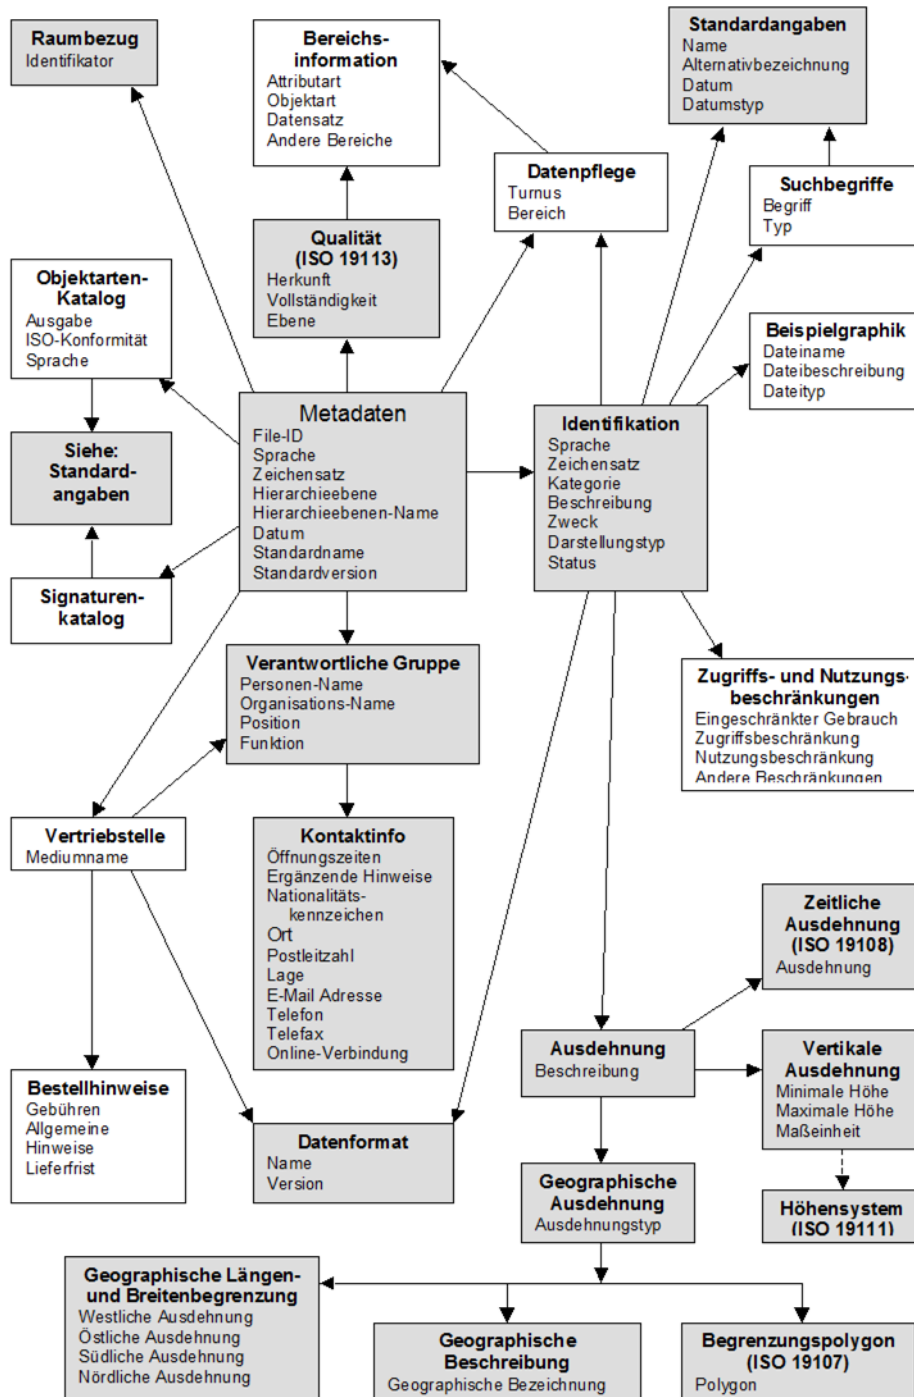 Raumbezug
Identifikator
Bereichs-
information
Attributart
Objektart
Datensatz
Andere Bereiche
Standardangaben
Name
Alternativbezeichnung
Datum
Datumstyp
Datenpflege
Turnus
Bereich
Suchbegriffe
Begriff
Typ
Qualität
(ISO 19113)
Herkunft
Vollständigkeit
Ebene
Objektarten-
Katalog
Ausgabe
ISO-Konformität
Sprache
Beispielgraphik
Dateiname
Dateibeschreibung
Dateityp
Metadaten
File-ID
Sprache
Zeichensatz
Hierarchieebene
Hierarchieebenen-Name
Datum
Standardname
Standardversion
Identifikation
Sprache
Zeichensatz
Kategorie
Beschreibung
Zweck
Darstellungstyp
Status
Siehe:
Standard-
angaben
Signaturen-
katalog
Verantwortliche Gruppe
Personen-Name
Organisations-Name
Position
Funktion
Zugriffs- und Nutzungs-
beschränkungen
Eingeschränkter Gebrauch
Zugriffsbeschränkung
Nutzungsbeschränkung
Andere Beschränkungen
Vertriebstelle
Mediumname
Kontaktinfo
Öffnungszeiten
Ergänzende Hinweise
Nationalitäts-
kennzeichen
Ort
Postleitzahl
Lage
E-Mail Adresse
Telefon
Telefax
Online-Verbindung
Zeitliche
Ausdehnung
(ISO 19108)
Ausdehnung
Ausdehnung
Beschreibung
Vertikale
Ausdehnung
Minimale Höhe
Maximale Höhe
Maßeinheit
Bestellhinweise
Gebühren
Allgemeine
Hinweise
Lieferfrist
Datenformat
Name
Version
Geographische
Ausdehnung
Ausdehnungstyp
Höhensystem
(ISO 19111)
Geographische Längen-
und Breitenbegrenzung
Westliche Ausdehnung
Östliche Ausdehnung
Südliche Ausdehnung
Nördliche Ausdehnung
Geographische
Beschreibung
Geographische Bezeichnung
Begrenzungspolygon
(ISO 19107)
Polygon